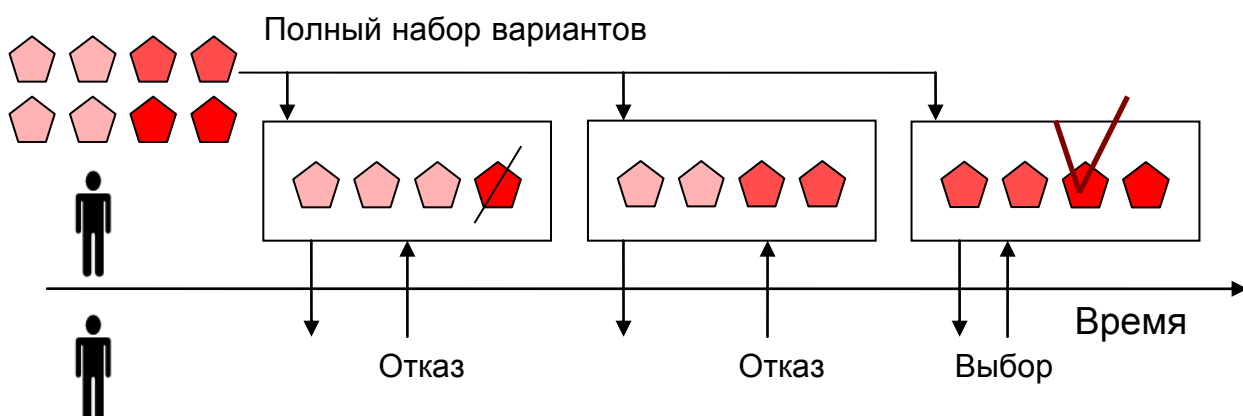 Полный набор вариантов
Время
Отказ
Отказ
Выбор